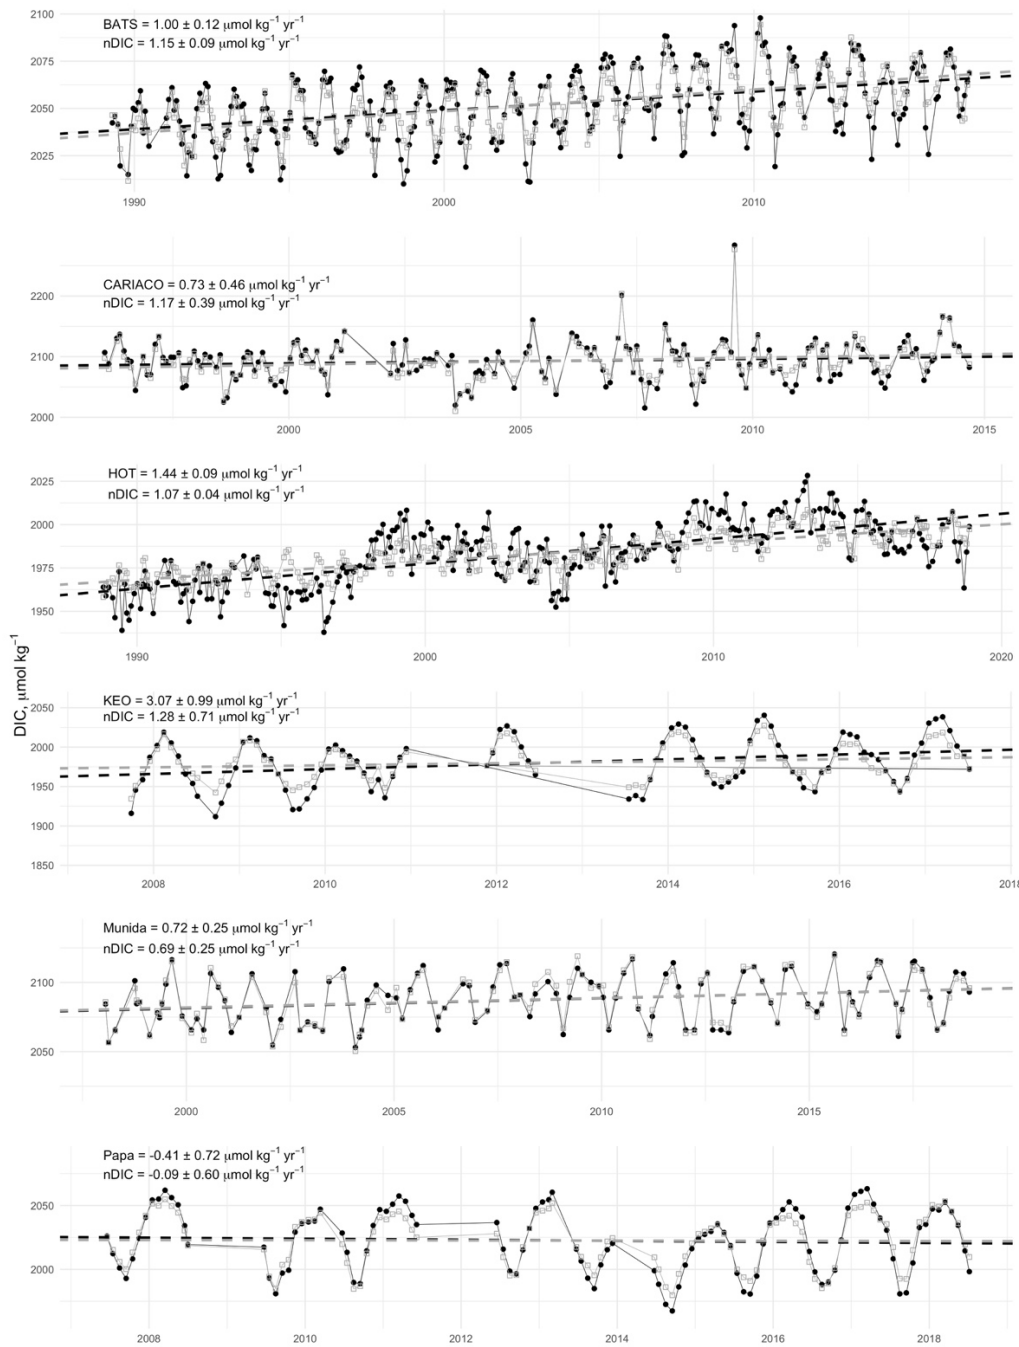 BATS = 1.00 ± 0.12 μmol kg⁻¹ yr⁻¹
nDIC = 1.15 ± 0.09 μmol kg⁻¹ yr⁻¹
2100
2075
2050
2025
1990 2000 2010
CARIACO = 0.73 ± 0.46 μmol kg⁻¹ yr⁻¹
nDIC = 1.17 ± 0.39 μmol kg⁻¹ yr⁻¹
2200
2100
2000
2000 2005 2010 2015
HOT = 1.44 ± 0.09 μmol kg⁻¹ yr⁻¹
nDIC = 1.07 ± 0.04 μmol kg⁻¹ yr⁻¹
2025
2000
1975
1950
1990 2000 2010 2020
DIC, μmol kg⁻¹
KEO = 3.07 ± 0.99 μmol kg⁻¹ yr⁻¹
nDIC = 1.28 ± 0.71 μmol kg⁻¹ yr⁻¹
2050
2000
1950
1900
1850
2008 2010 2012 2014 2016 2018
Munida = 0.72 ± 0.25 μmol kg⁻¹ yr⁻¹
nDIC = 0.69 ± 0.25 μmol kg⁻¹ yr⁻¹
2100
2050
2000 2005 2010 2015
Papa = -0.41 ± 0.72 μmol kg⁻¹ yr⁻¹
nDIC = -0.09 ± 0.60 μmol kg⁻¹ yr⁻¹
2050
2000
2008 2010 2012 2014 2016 2018